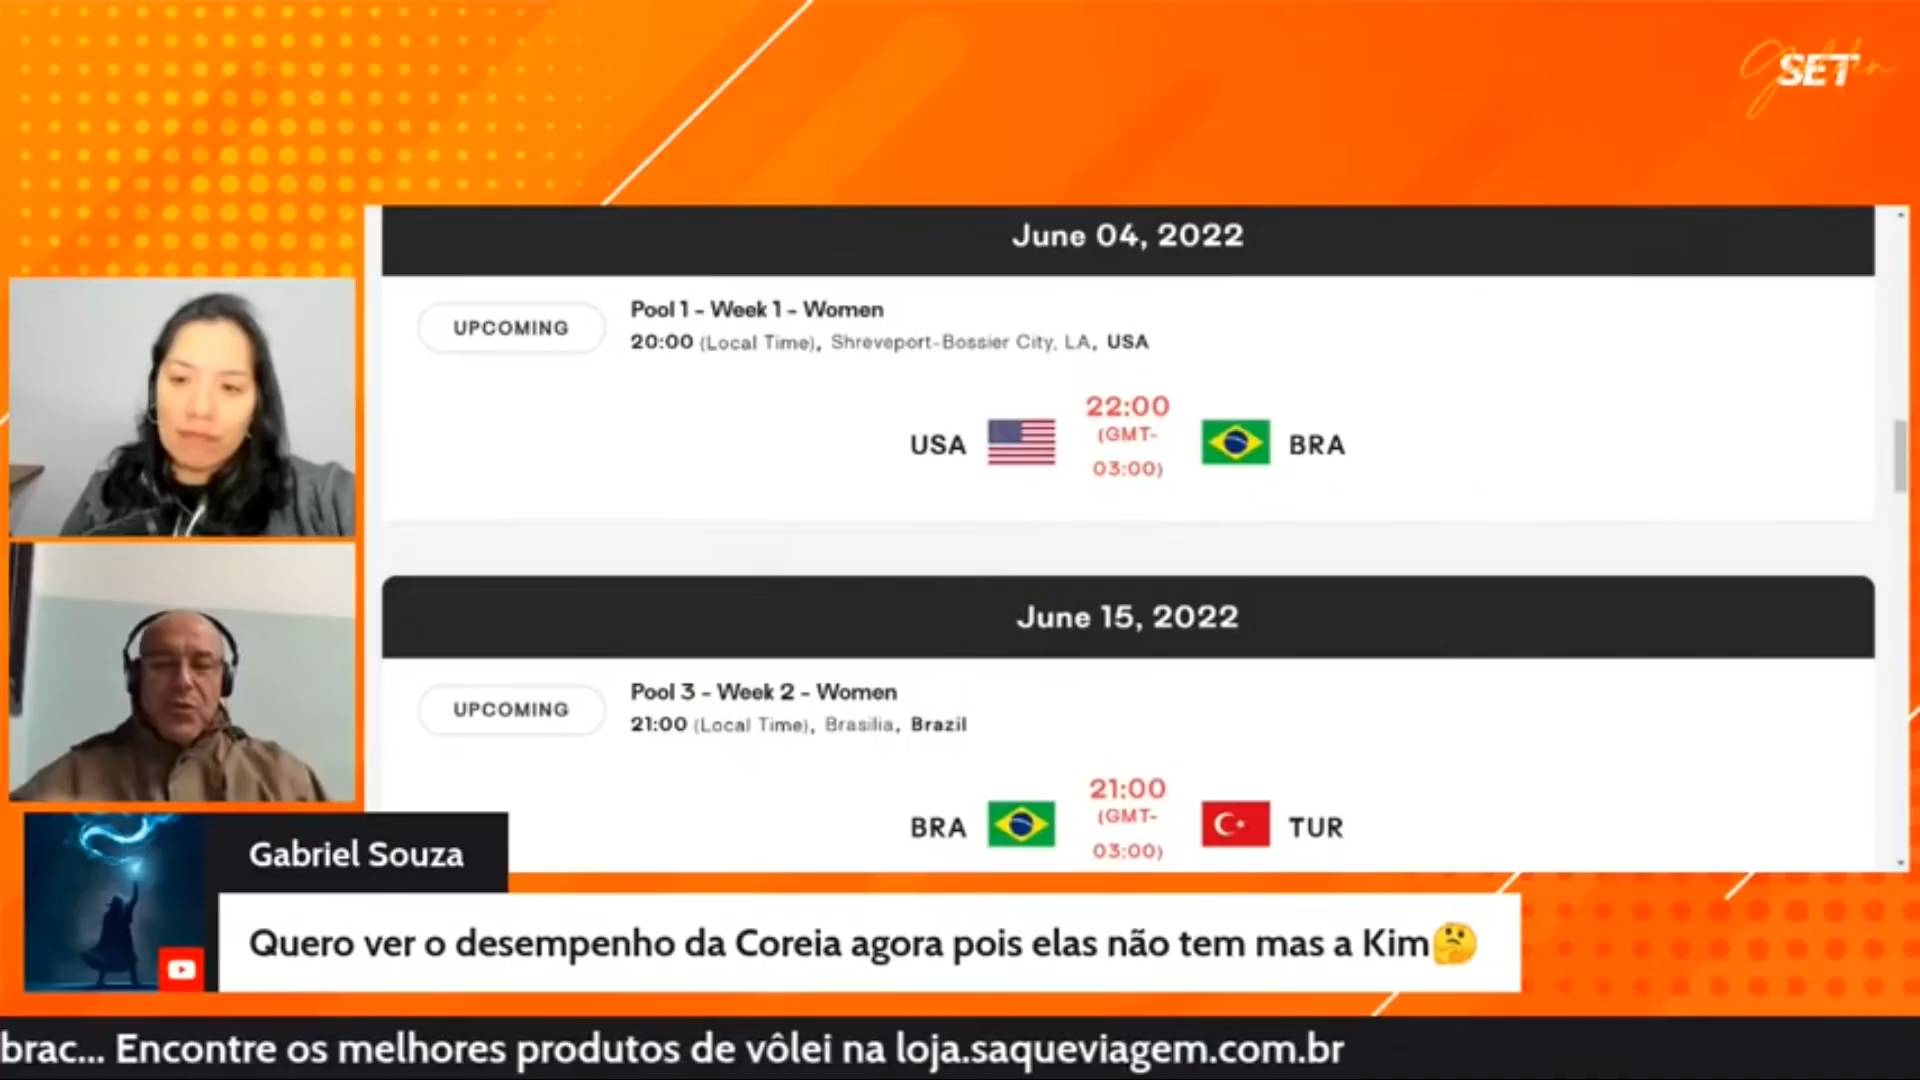 Golden
SET
June 04, 2022
UPCOMING
Pool 1 - Week 1 - Women
20:00 (Local Time), Shreveport-Bossier City, LA, USA
USA
22:00
(GMT-
03:00)
BRA
June 15, 2022
UPCOMING
Pool 3 - Week 2 - Women
21:00 (Local Time), Brasilia, Brazil
BRA
21:00
(GMT-
03:00)
TUR
Gabriel Souza
Quero ver o desempenho da Coreia agora pois elas não tem mas a Kim🤔
brac... Encontre os melhores produtos de vôlei na loja.saqueviagem.com.br